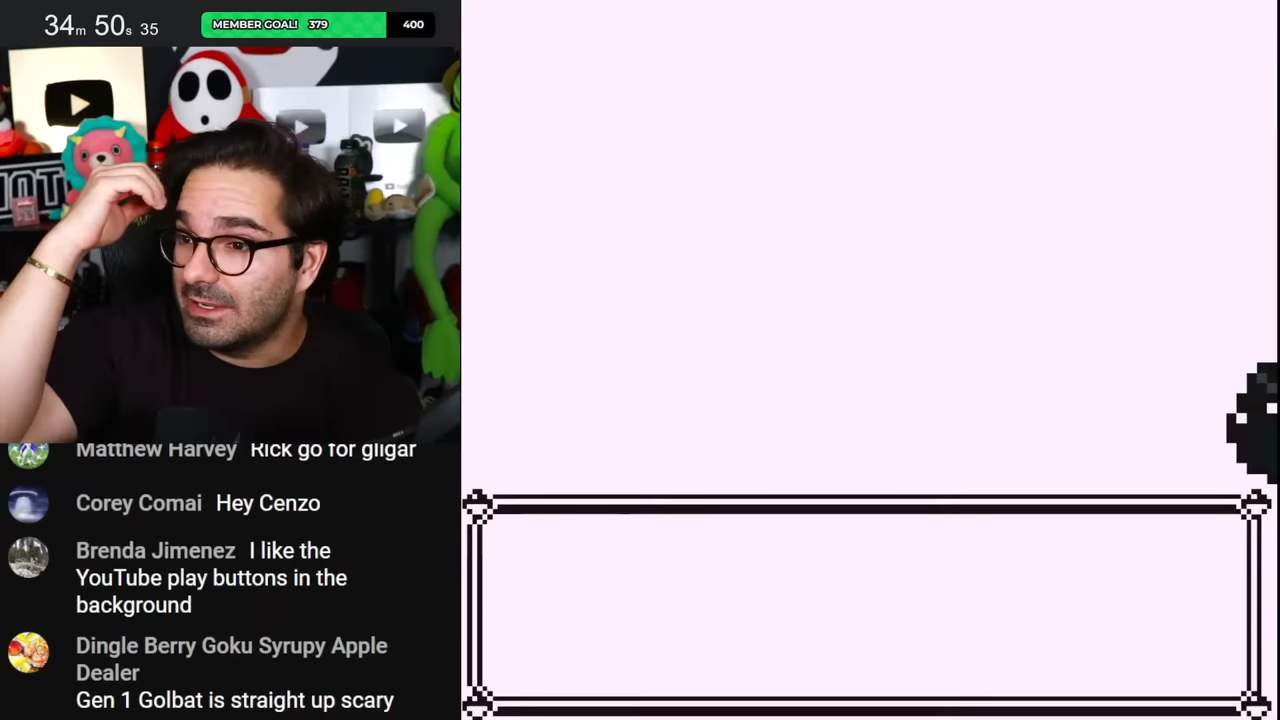 34m 50s 35
MEMBER GOAL! 379
400
Matthew Harvey Rick go for gligar
Corey Comai Hey Cenzo
Brenda Jimenez I like the
YouTube play buttons in the
background
Dingle Berry Goku Syrupy Apple
Dealer
Gen 1 Golbat is straight up scary